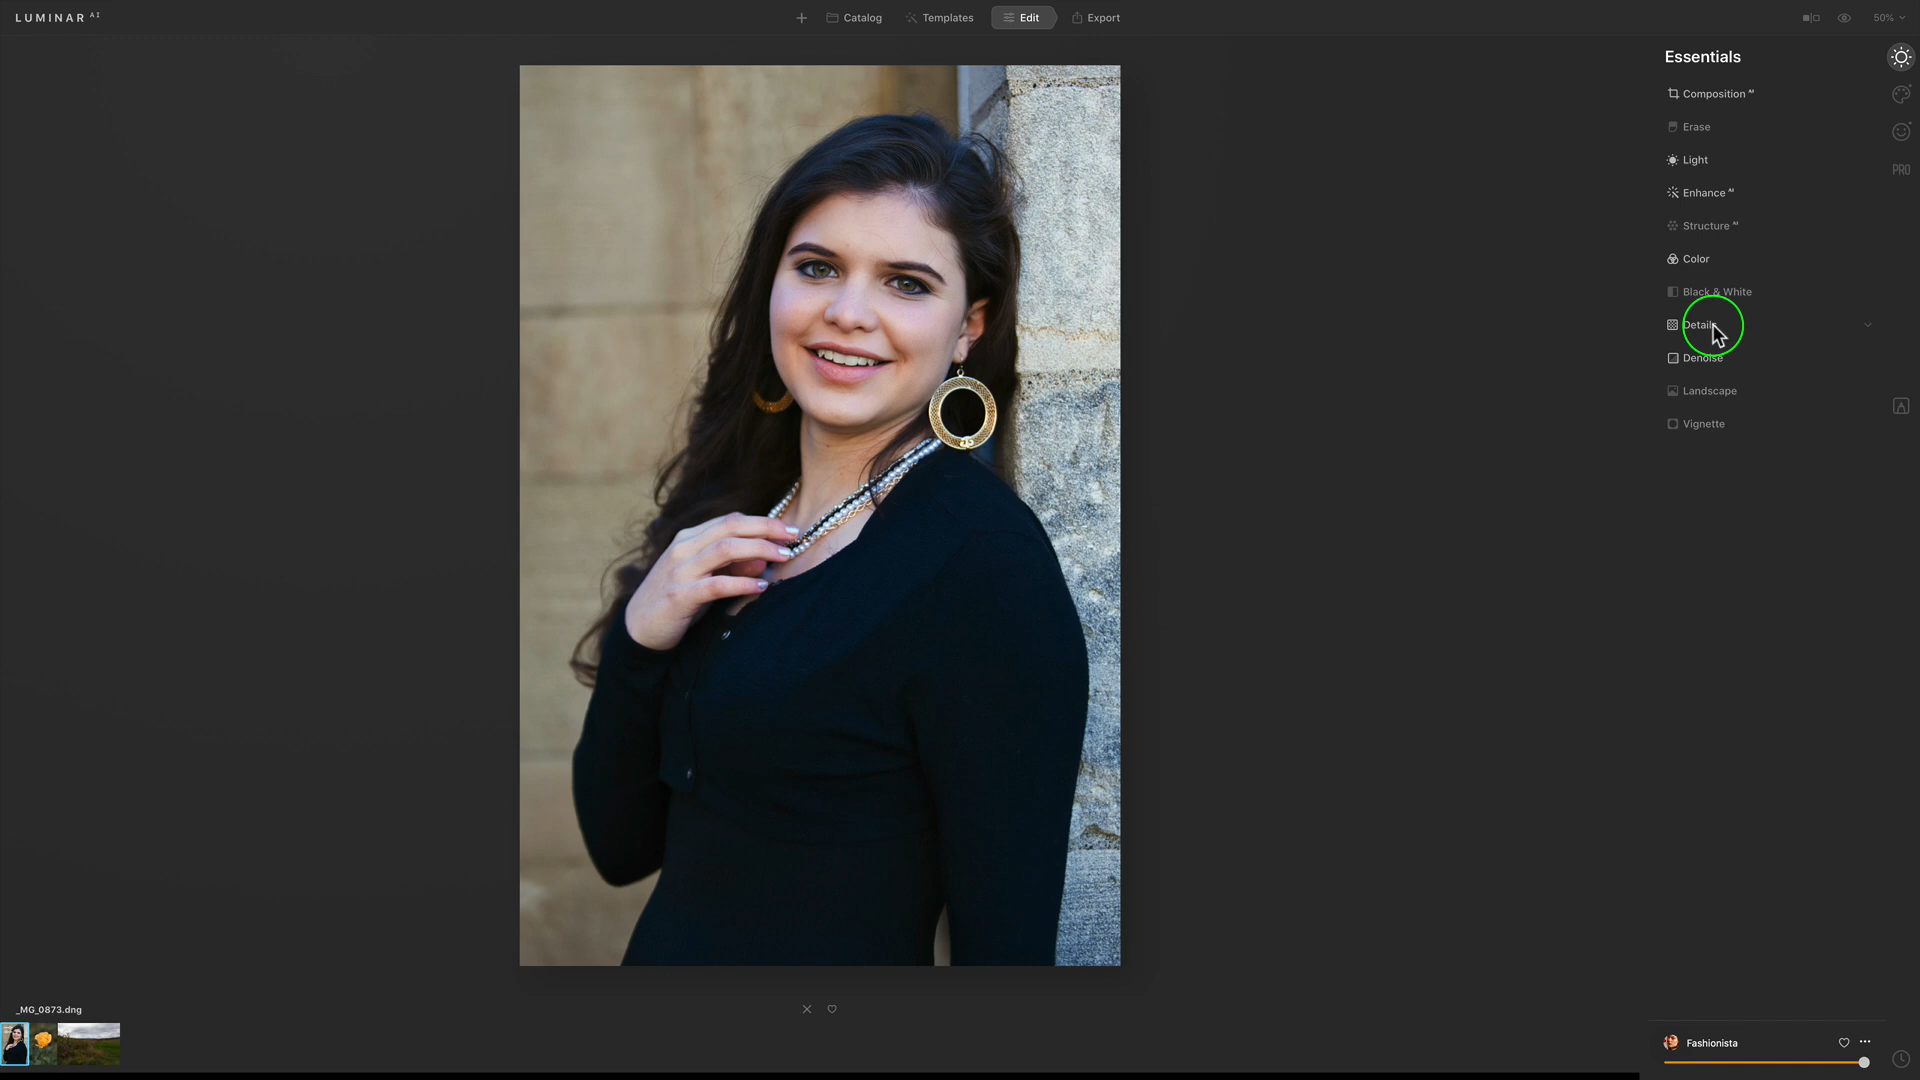 LUMINAR AI
Catalog
Templates
Edit
Export
50%
Essentials
Composition AI
Erase
Light
Enhance AI
Structure AI
Color
Black & White
Details
Denoise
Landscape
Vignette
PRO
_MG_0873.dng
Fashionista